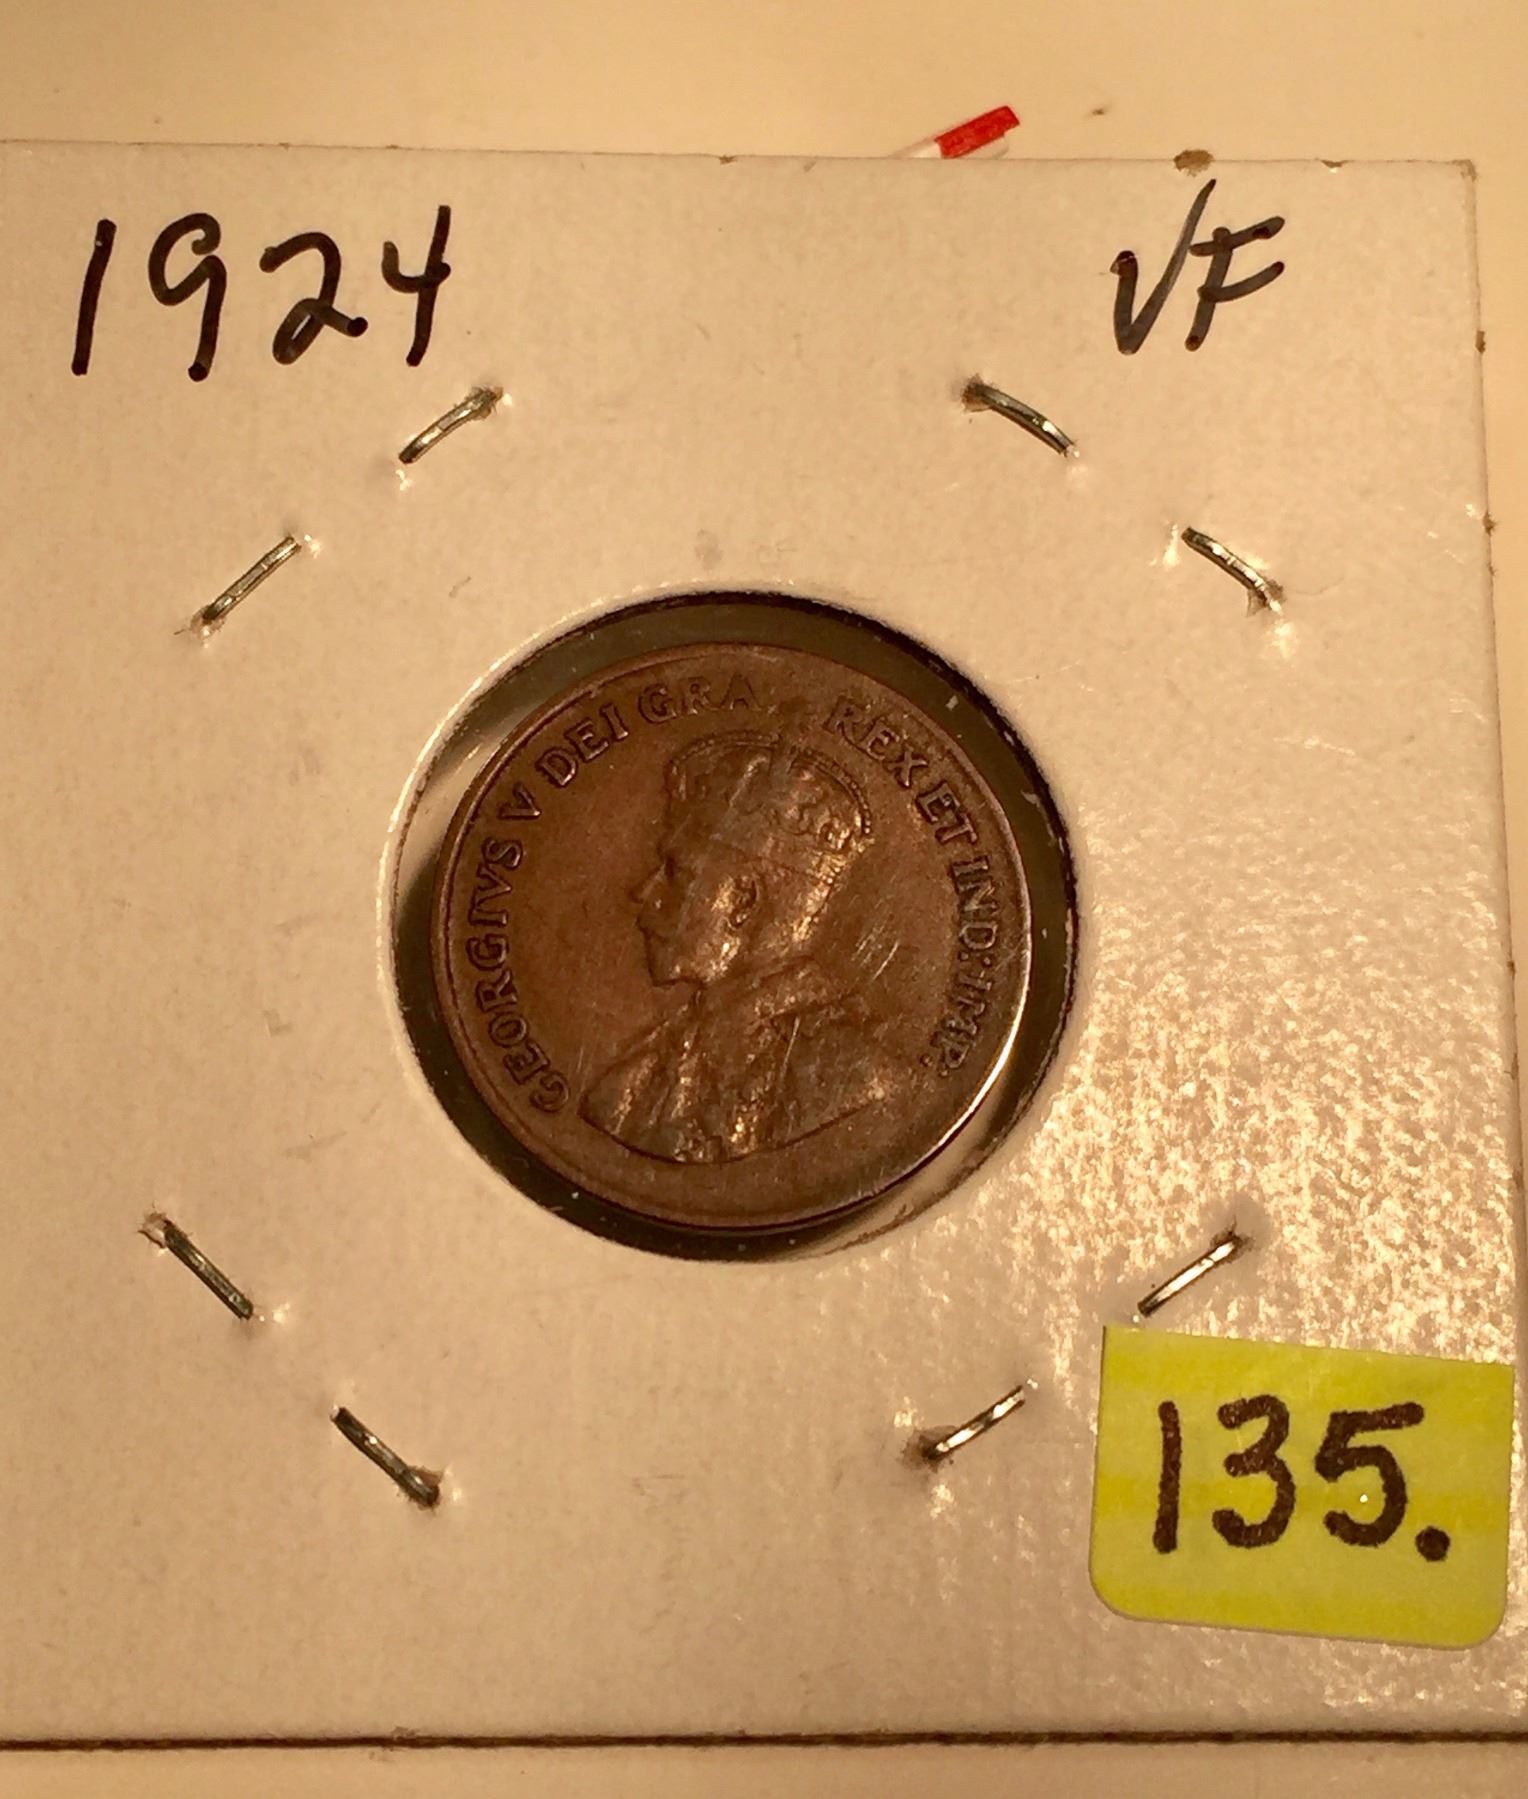 1924 VF
GEORGIVS V DEI GRA: REX ET IND: IMP:
135.